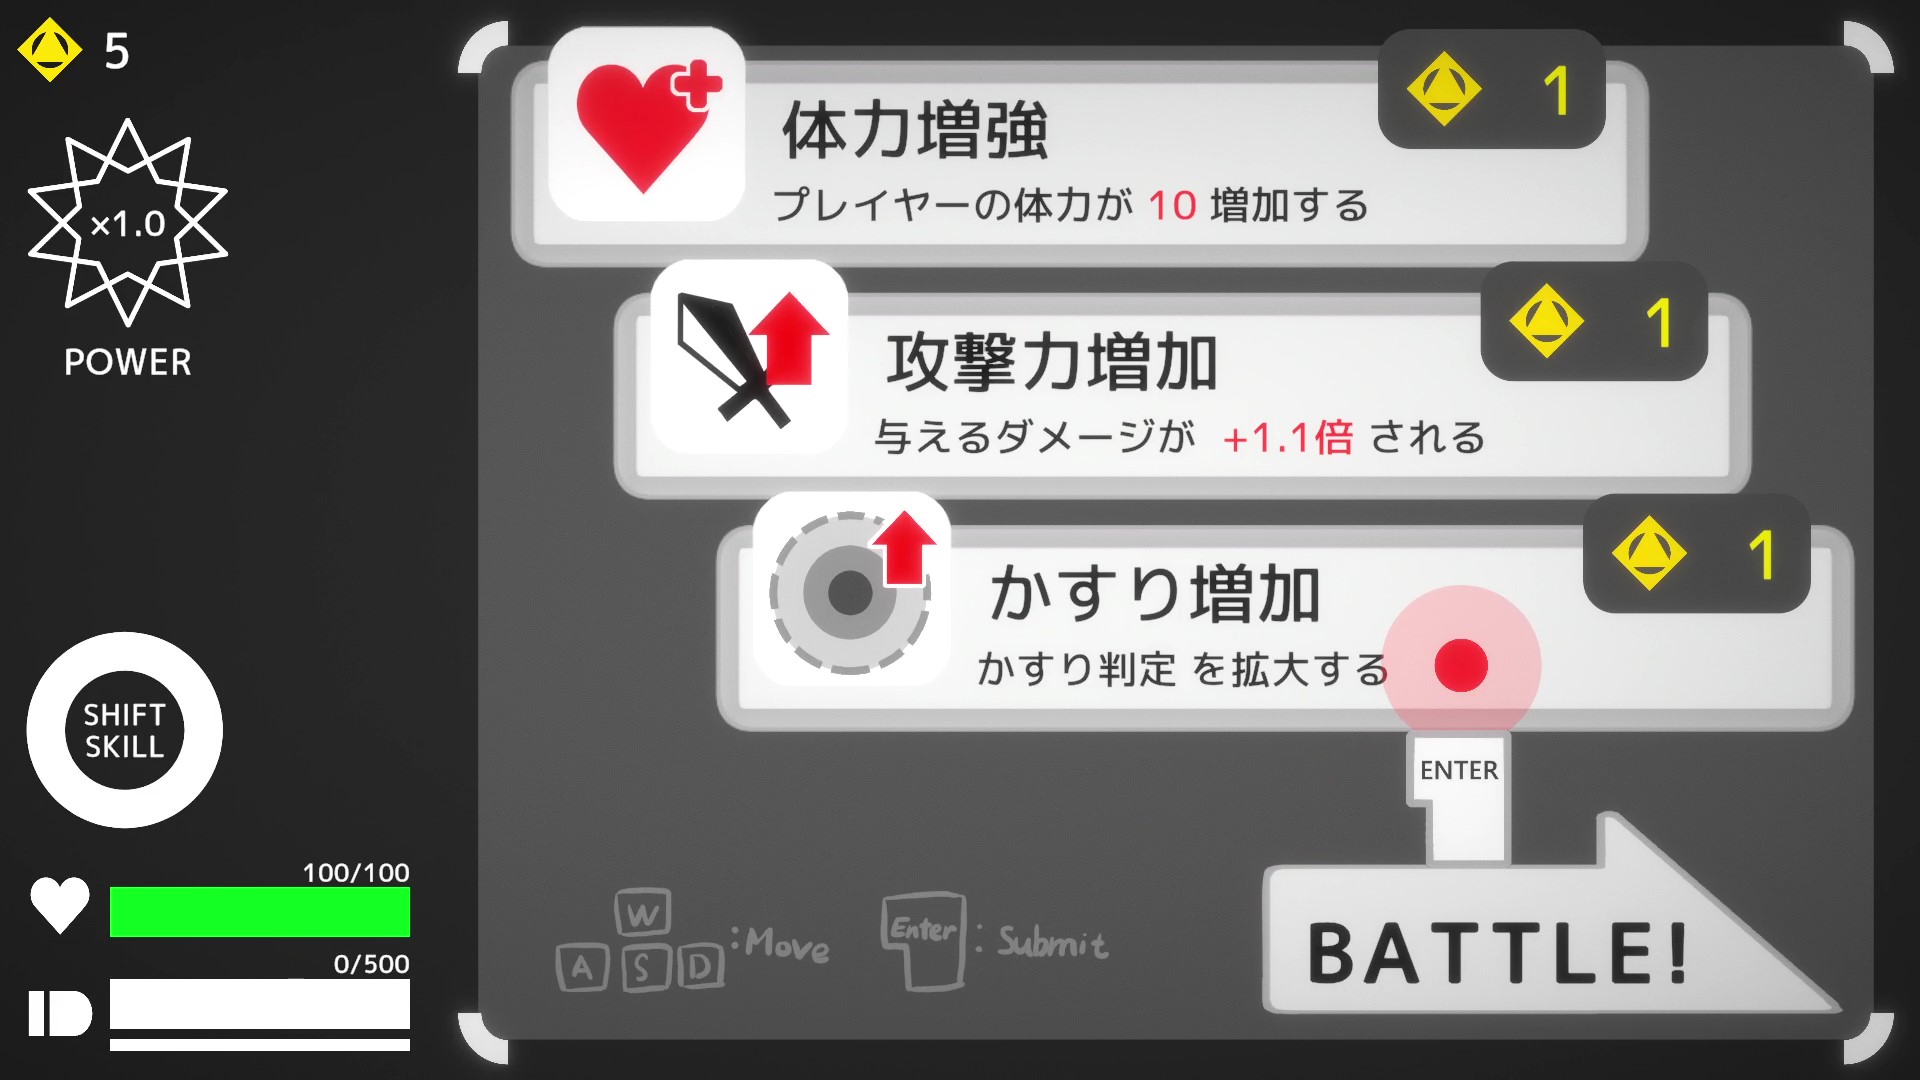 5
×1.0
POWER
SHIFT
SKILL
100/100
0/500
体力増強
1
プレイヤーの体力が 10 増加する
攻撃力増加
1
与えるダメージが +1.1倍 される
かすり増加
1
かすり判定 を拡大する
ENTER
W
A S D :Move
Enter : Submit
BATTLE!